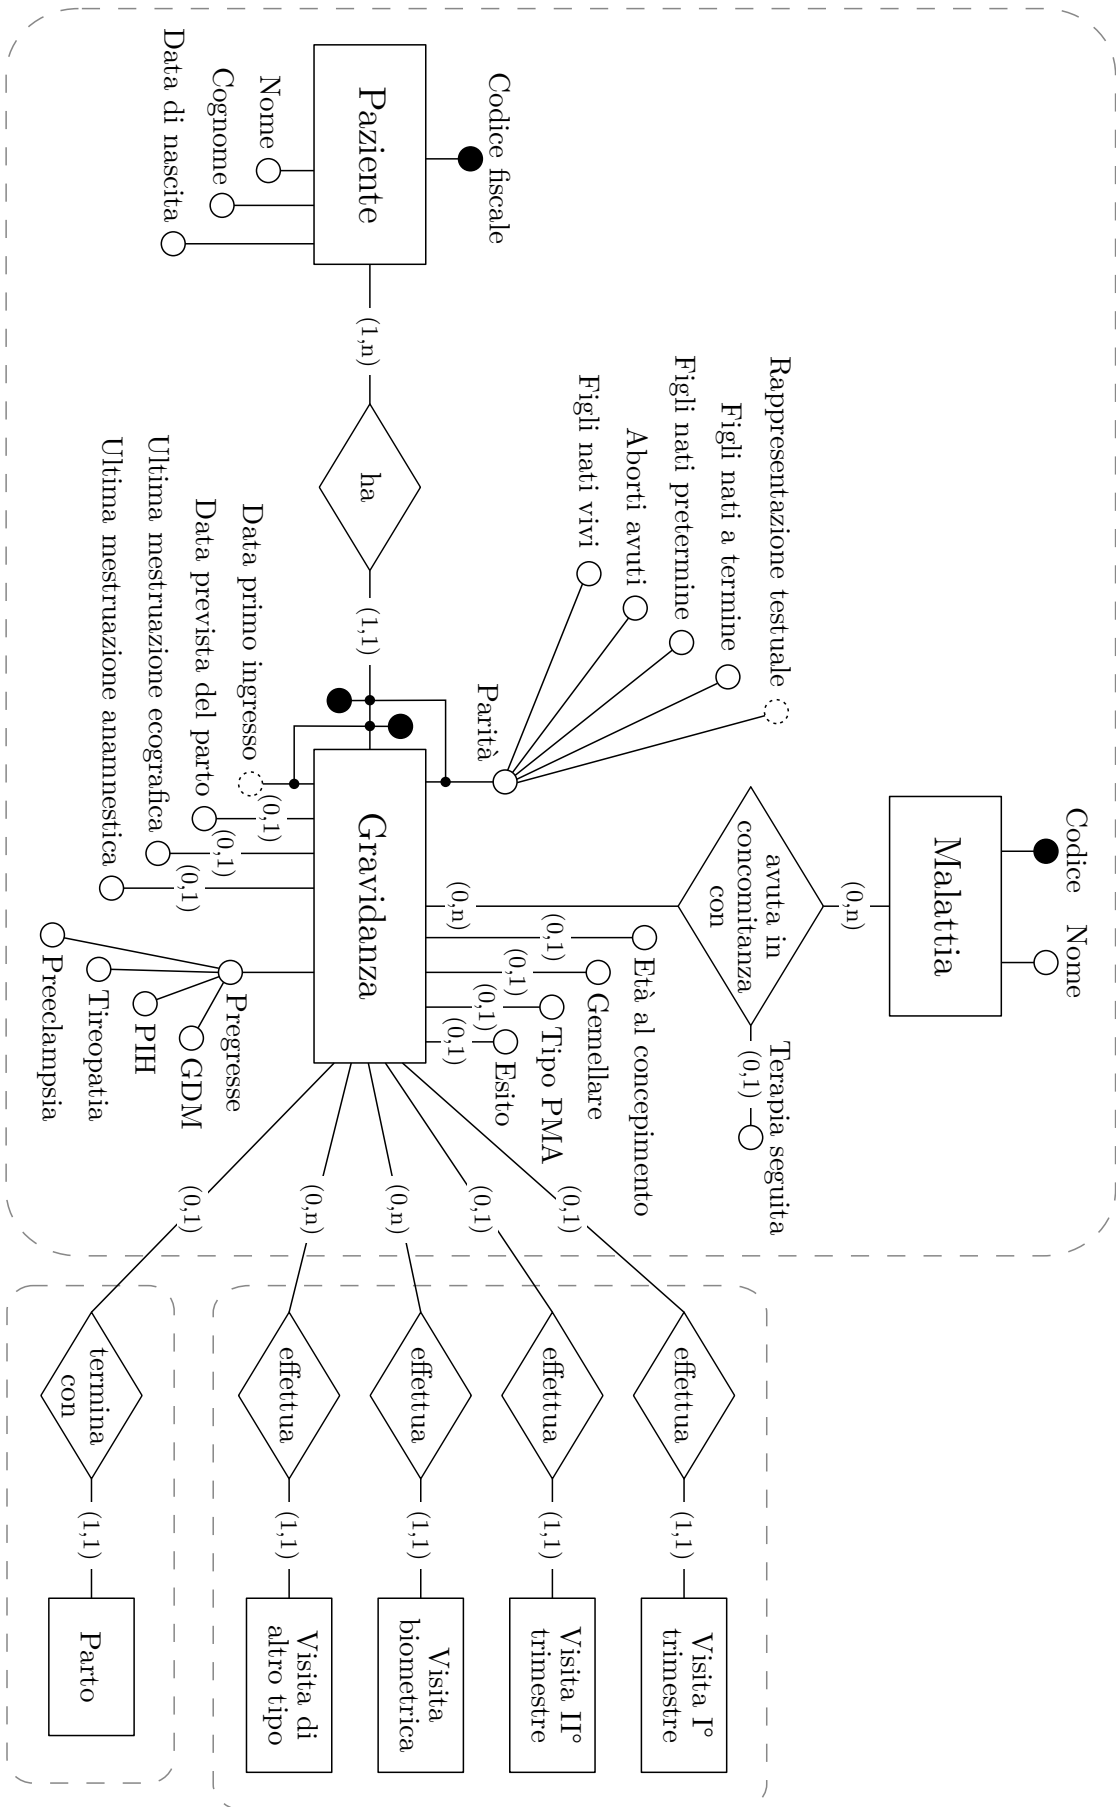 Codice Nome
Malattia
(0,n)
avuta in
concomitanza
con
Terapia seguita
(0,1)
(0,n)
Rappresentazione testuale
Figli nati a termine
Figli nati pretermine
Aborti avuti
Figli nati vivi
Parità
Età al concepimento
(0,1)
Gemellare
(0,1)
Tipo PMA
(0,1)
Esito
(0,1)
Codice fiscale
Paziente
Nome
Cognome
Data di nascita
(1,n)
ha
(1,1)
Gravidanza
Data primo ingresso
Data prevista del parto
(0,1)
Ultima mestruazione ecografica
(0,1)
Ultima mestruazione anamnestica
(0,1)
Pregresse
GDM
PIH
Tireopatia
Preeclampsia
(0,1)
effettua
(1,1)
Visita I°
trimestre
(0,1)
effettua
(1,1)
Visita II°
trimestre
(0,n)
effettua
(1,1)
Visita
biometrica
(0,n)
effettua
(1,1)
Visita di
altro tipo
(0,1)
termina
con
(1,1)
Parto